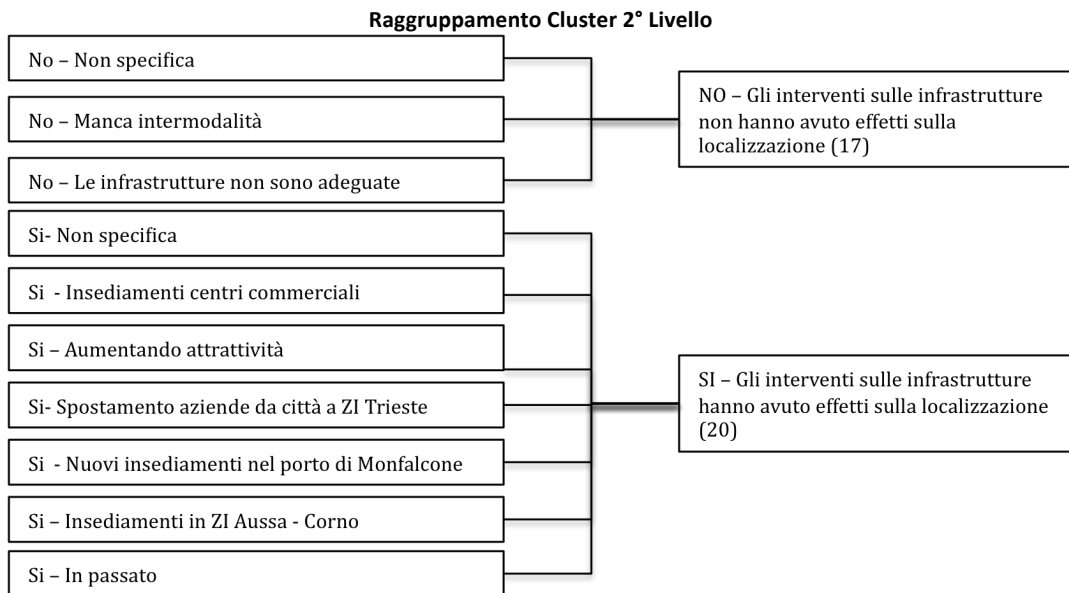 Raggruppamento Cluster 2° Livello
No – Non specifica
No – Manca intermodalità
No – Le infrastrutture non sono adeguate
NO – Gli interventi sulle infrastrutture
non hanno avuto effetti sulla
localizzazione (17)
Si- Non specifica
Si  - Insediamenti centri commerciali
Si – Aumentando attrattività
Si- Spostamento aziende da città a ZI Trieste
Si  - Nuovi insediamenti nel porto di Monfalcone
Si – Insediamenti in ZI Aussa - Corno
Si – In passato
SI – Gli interventi sulle infrastrutture
hanno avuto effetti sulla localizzazione
(20)